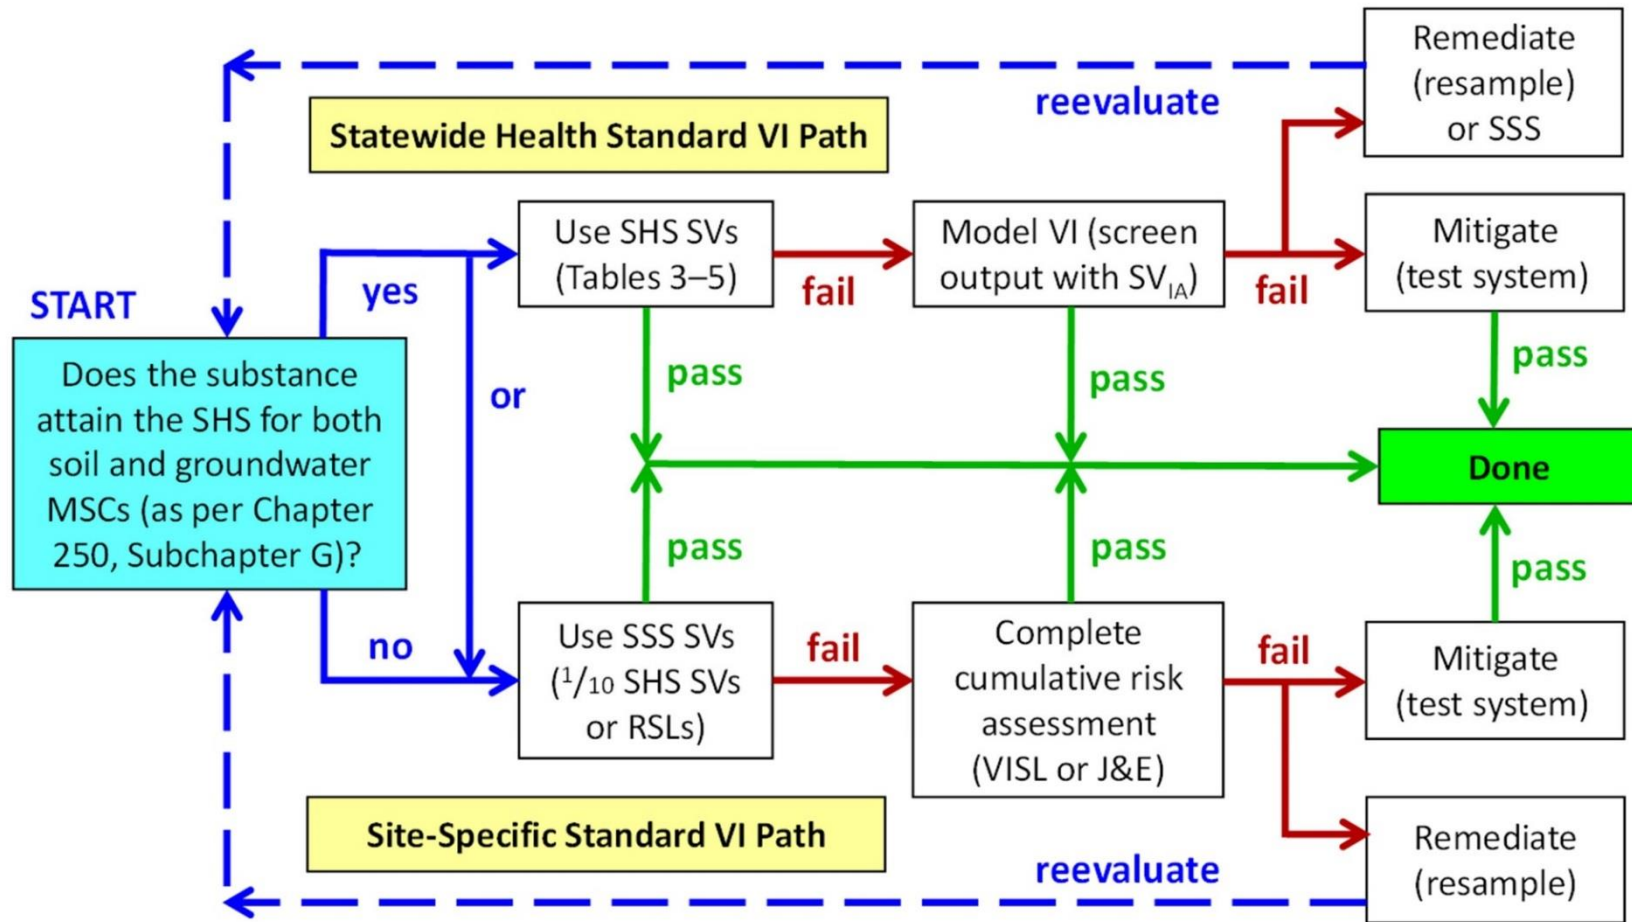 Remediate
(resample)
or SSS
reevaluate
Statewide Health Standard VI Path
Use SHS SVs
(Tables 3–5)
fail
Model VI (screen
output with SVIA)
fail
Mitigate
(test system)
yes
START
or
pass
pass
pass
Does the substance
attain the SHS for both
soil and groundwater
MSCs (as per Chapter
250, Subchapter G)?
Done
pass
pass
pass
no
Use SSS SVs
(1/10 SHS SVs
or RSLs)
fail
Complete
cumulative risk
assessment
(VISL or J&E)
fail
Mitigate
(test system)
Site-Specific Standard VI Path
reevaluate
Remediate
(resample)